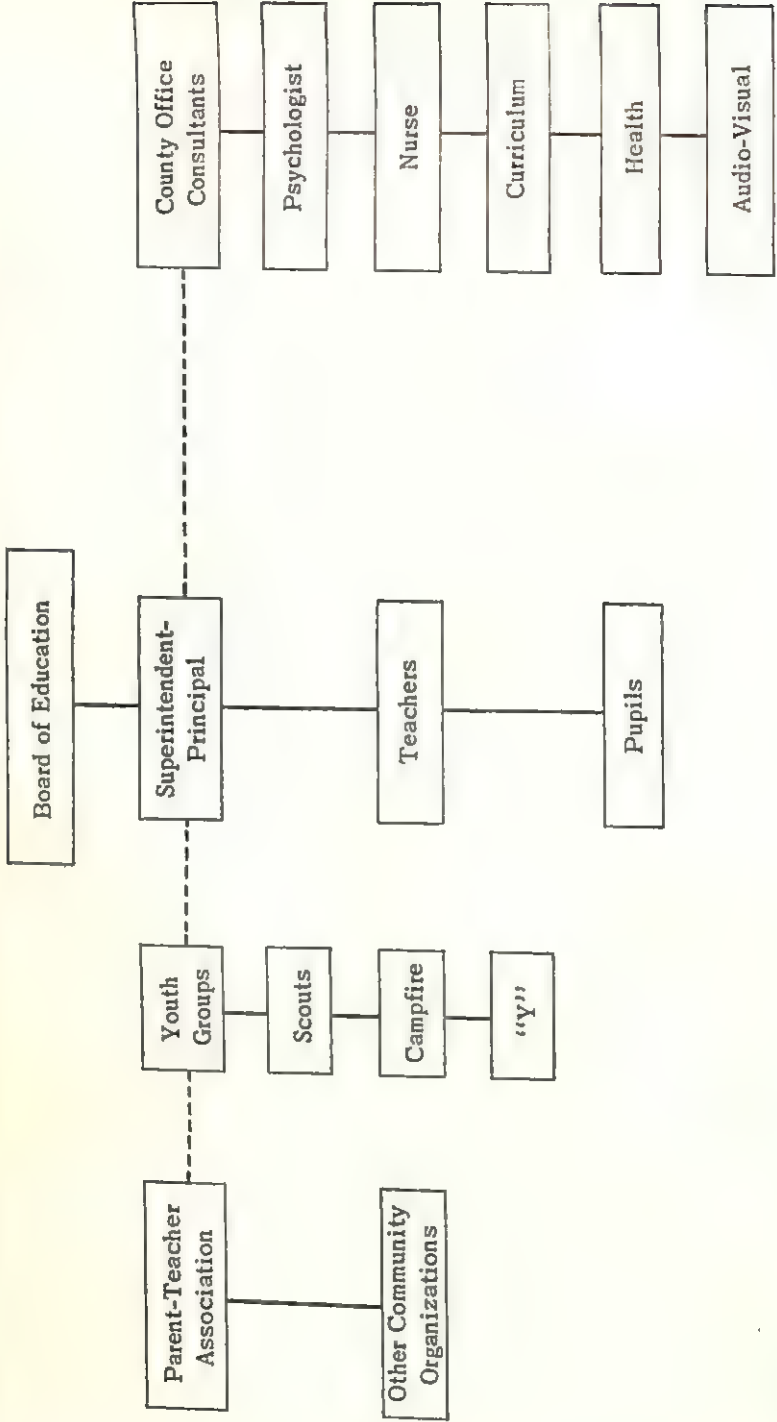 Board of Education
Parent-Teacher
Association
Youth
Groups
Superintendent-
Principal
County Office
Consultants
Other Community
Organizations
Scouts
Campfire
“Y”
Teachers
Pupils
Psychologist
Nurse
Curriculum
Health
Audio-Visual